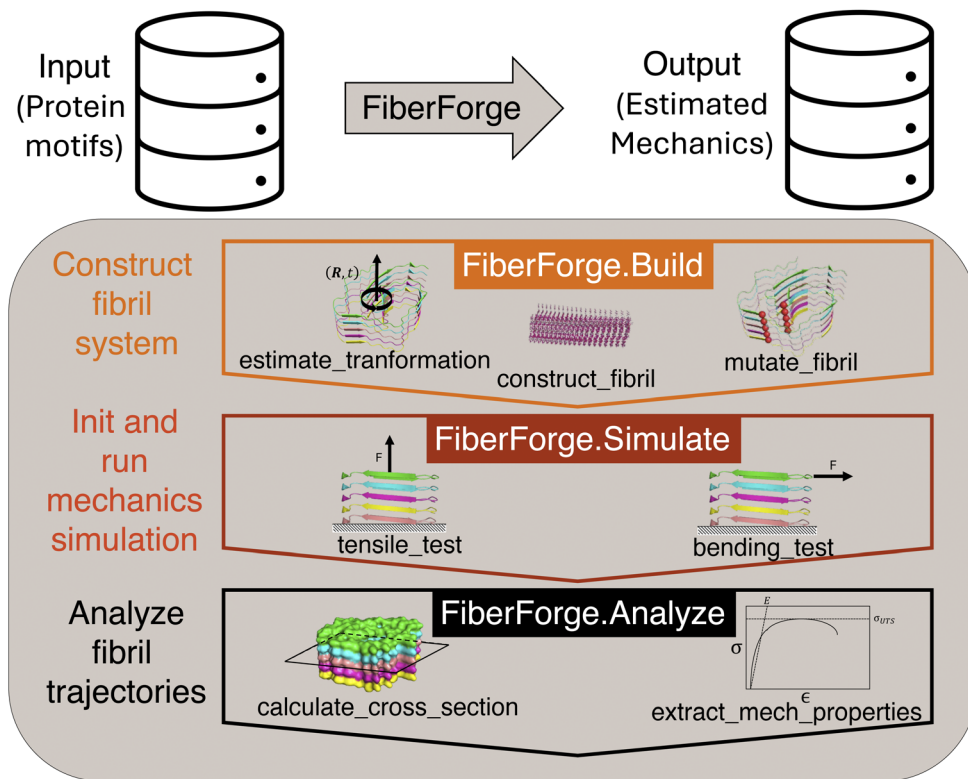 Input
(Protein
motifs)
FiberForge
Output
(Estimated
Mechanics)
Construct
fibril
system
FiberForge.Build
(R, t)
estimate_tranformation
construct_fibril
mutate_fibril
Init and
run
mechanics
simulation
FiberForge.Simulate
F
tensile_test
F
bending_test
Analyze
fibril
trajectories
FiberForge.Analyze
calculate_cross_section
E
σUTS
σ
ϵ
extract_mech_properties